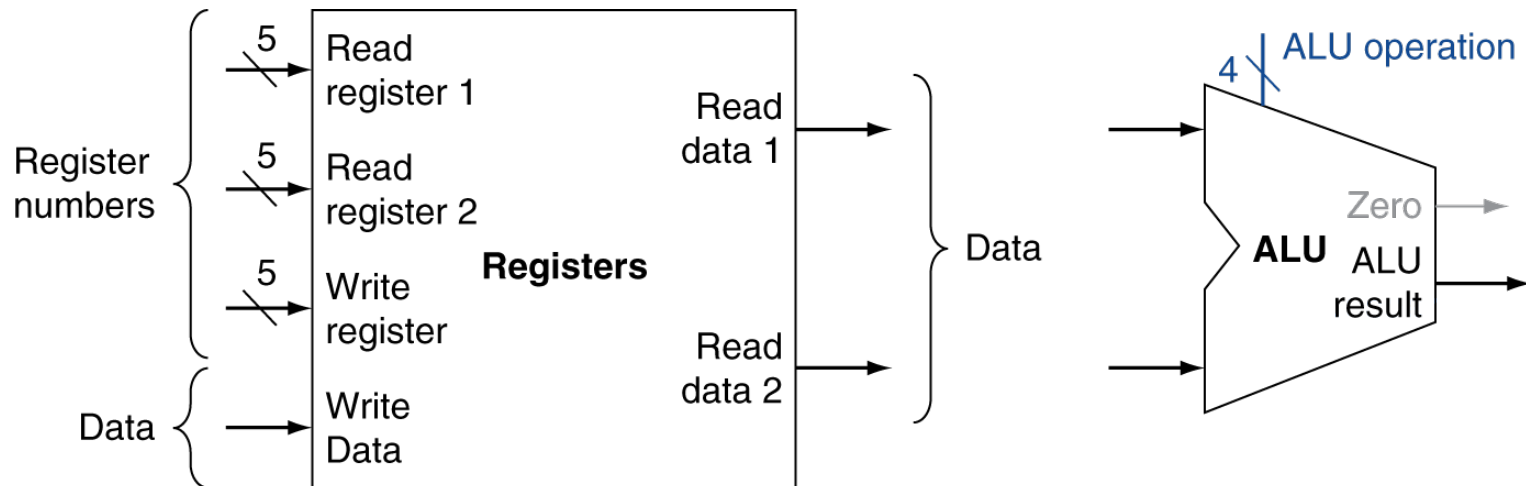 Register
numbers
5
Read
register 1
5
Read
register 2
5
Write
register
Data
Write
Data
Registers
Read
data 1
Read
data 2
Data
4
ALU operation
Zero
ALU
ALU
result